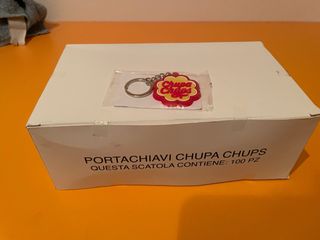 Chupa
Chups
PORTACHIAVI CHUPA CHUPS
QUESTA SCATOLA CONTIENE: 100 PZ